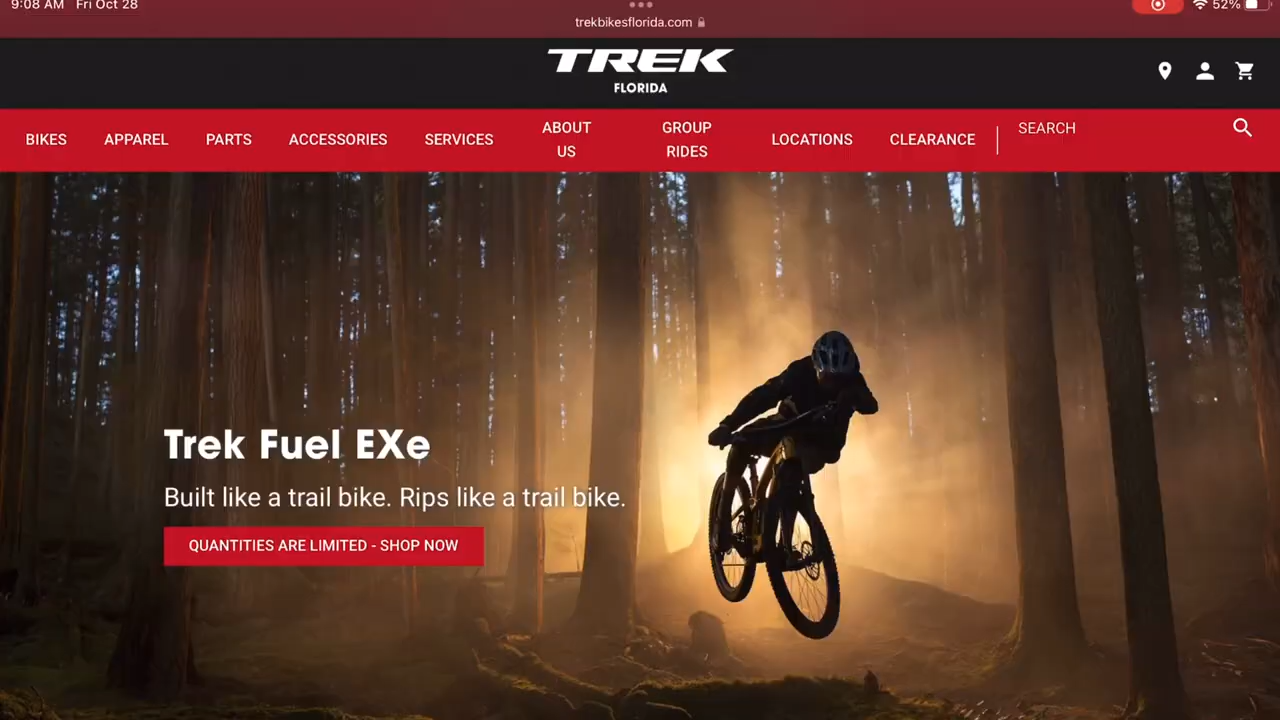 9:08 AM Fri Oct 28
52%
trekbikesflorida.com
TREK
FLORIDA
BIKES
APPAREL
PARTS
ACCESSORIES
SERVICES
ABOUT
US
GROUP
RIDES
LOCATIONS
CLEARANCE
SEARCH
Trek Fuel EXe
Built like a trail bike. Rips like a trail bike.
QUANTITIES ARE LIMITED - SHOP NOW